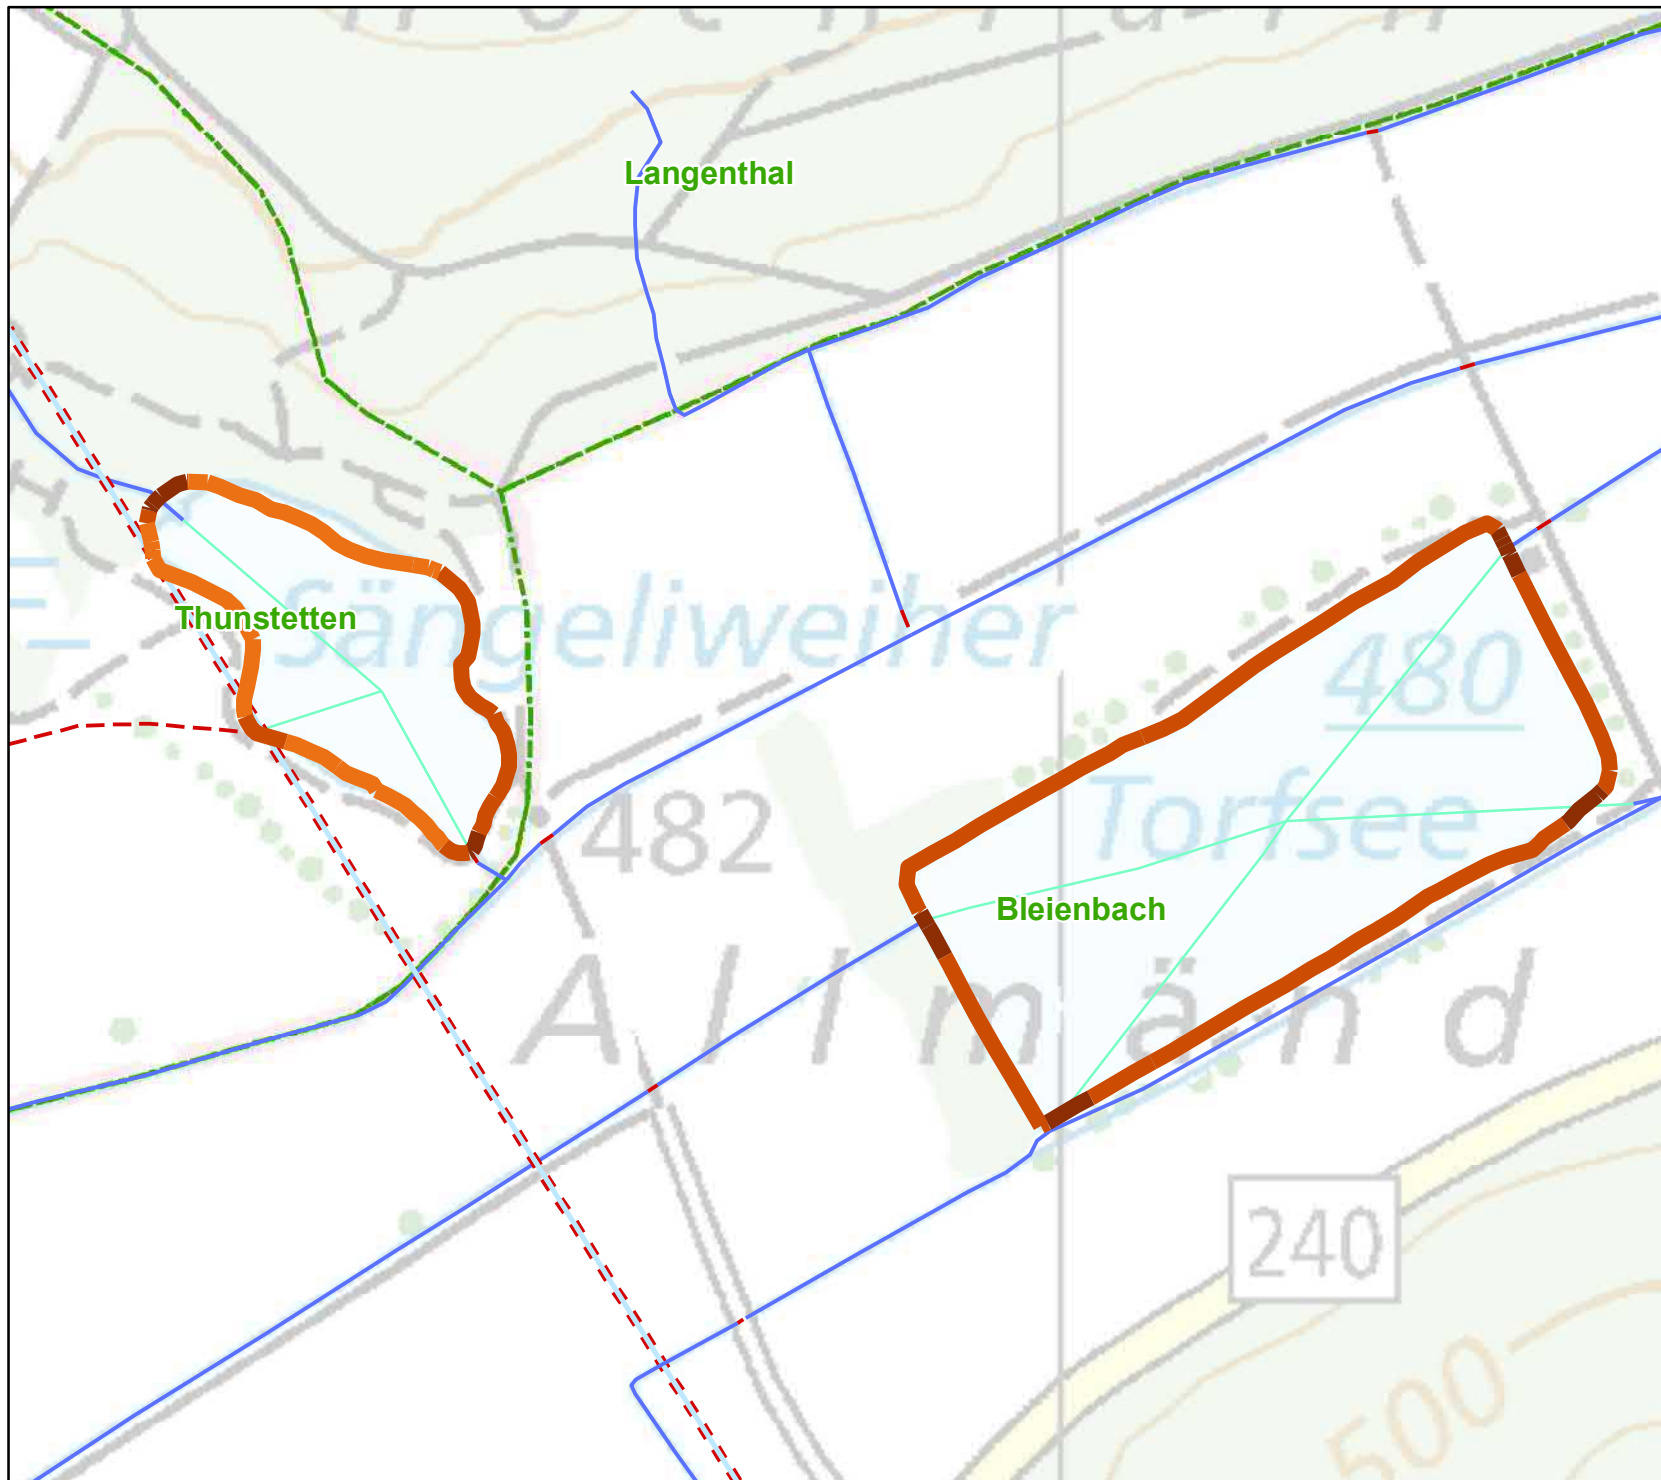 Langenthal
Thunstetten
Sängeliweiher
480
Torfsee
482
Bleienbach
Allmänd
240
500